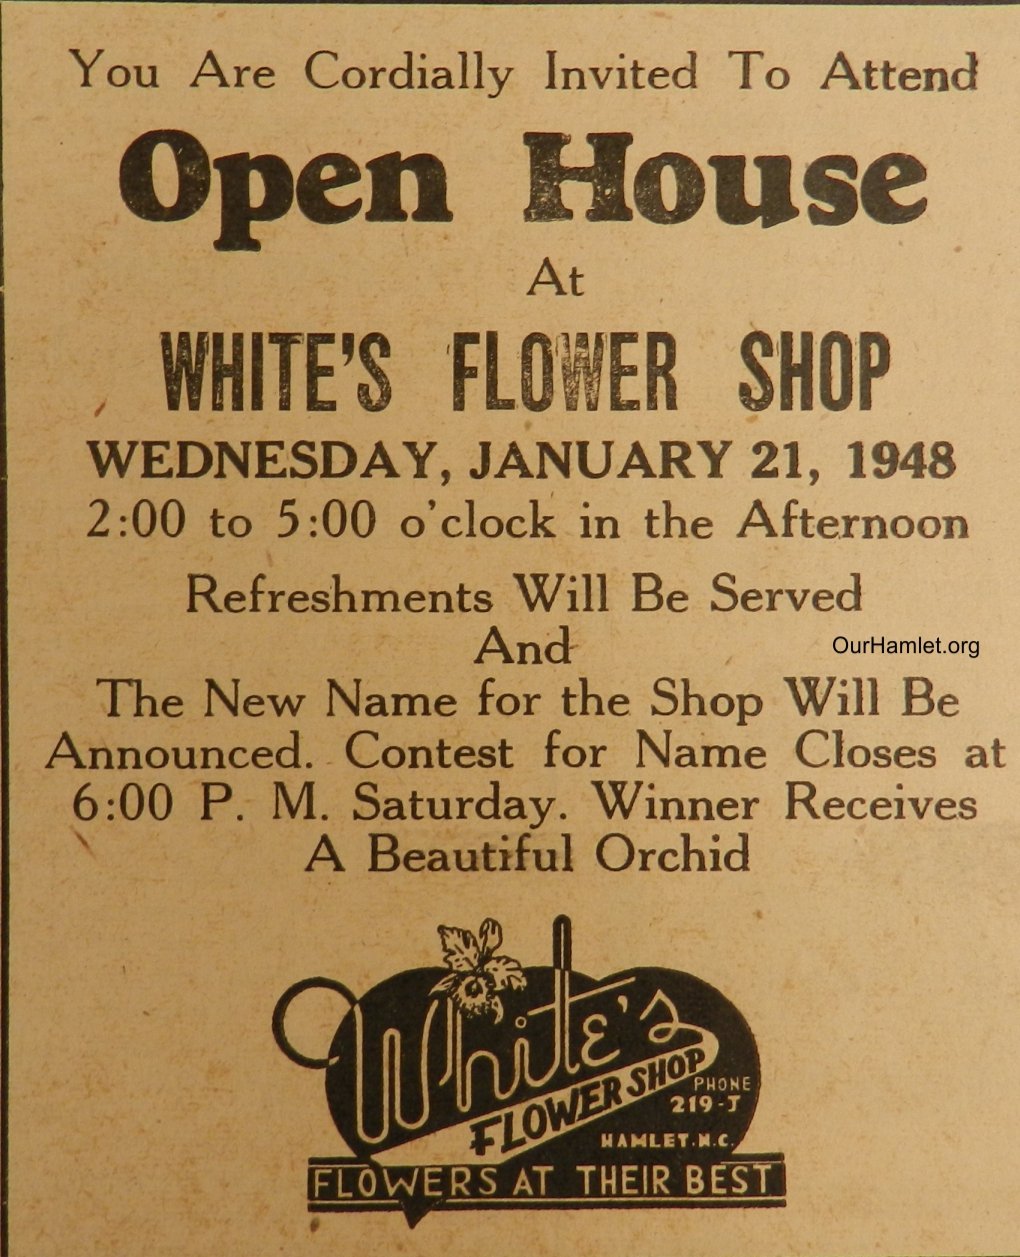 You Are Cordially Invited To Attend
Open House
At
WHITE'S FLOWER SHOP
WEDNESDAY, JANUARY 21, 1948
2:00 to 5:00 o'clock in the Afternoon
Refreshments Will Be Served
And
OurHamlet.org
The New Name for the Shop Will Be
Announced. Contest for Name Closes at
6:00 P. M. Saturday. Winner Receives
A Beautiful Orchid
White's
FLOWER SHOP
PHONE
219-J
HAMLET. N.C.
FLOWERS AT THEIR BEST